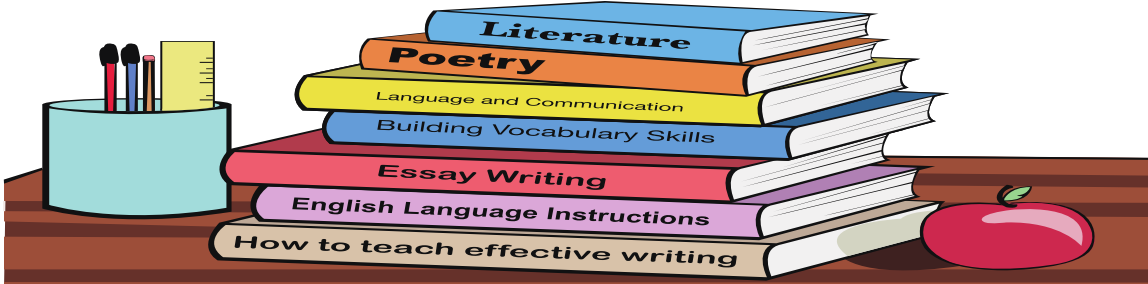 Literature
Poetry
Language and Communication
Building Vocabulary Skills
Essay Writing
English Language Instructions
How to teach effective writing